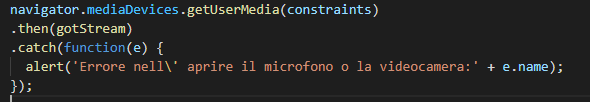 navigator.mediaDevices.getUserMedia(constraints)
.then(gotStream)
.catch(function(e) {
  alert('Errore nell\' aprire il microfono o la videocamera:' + e.name);
});